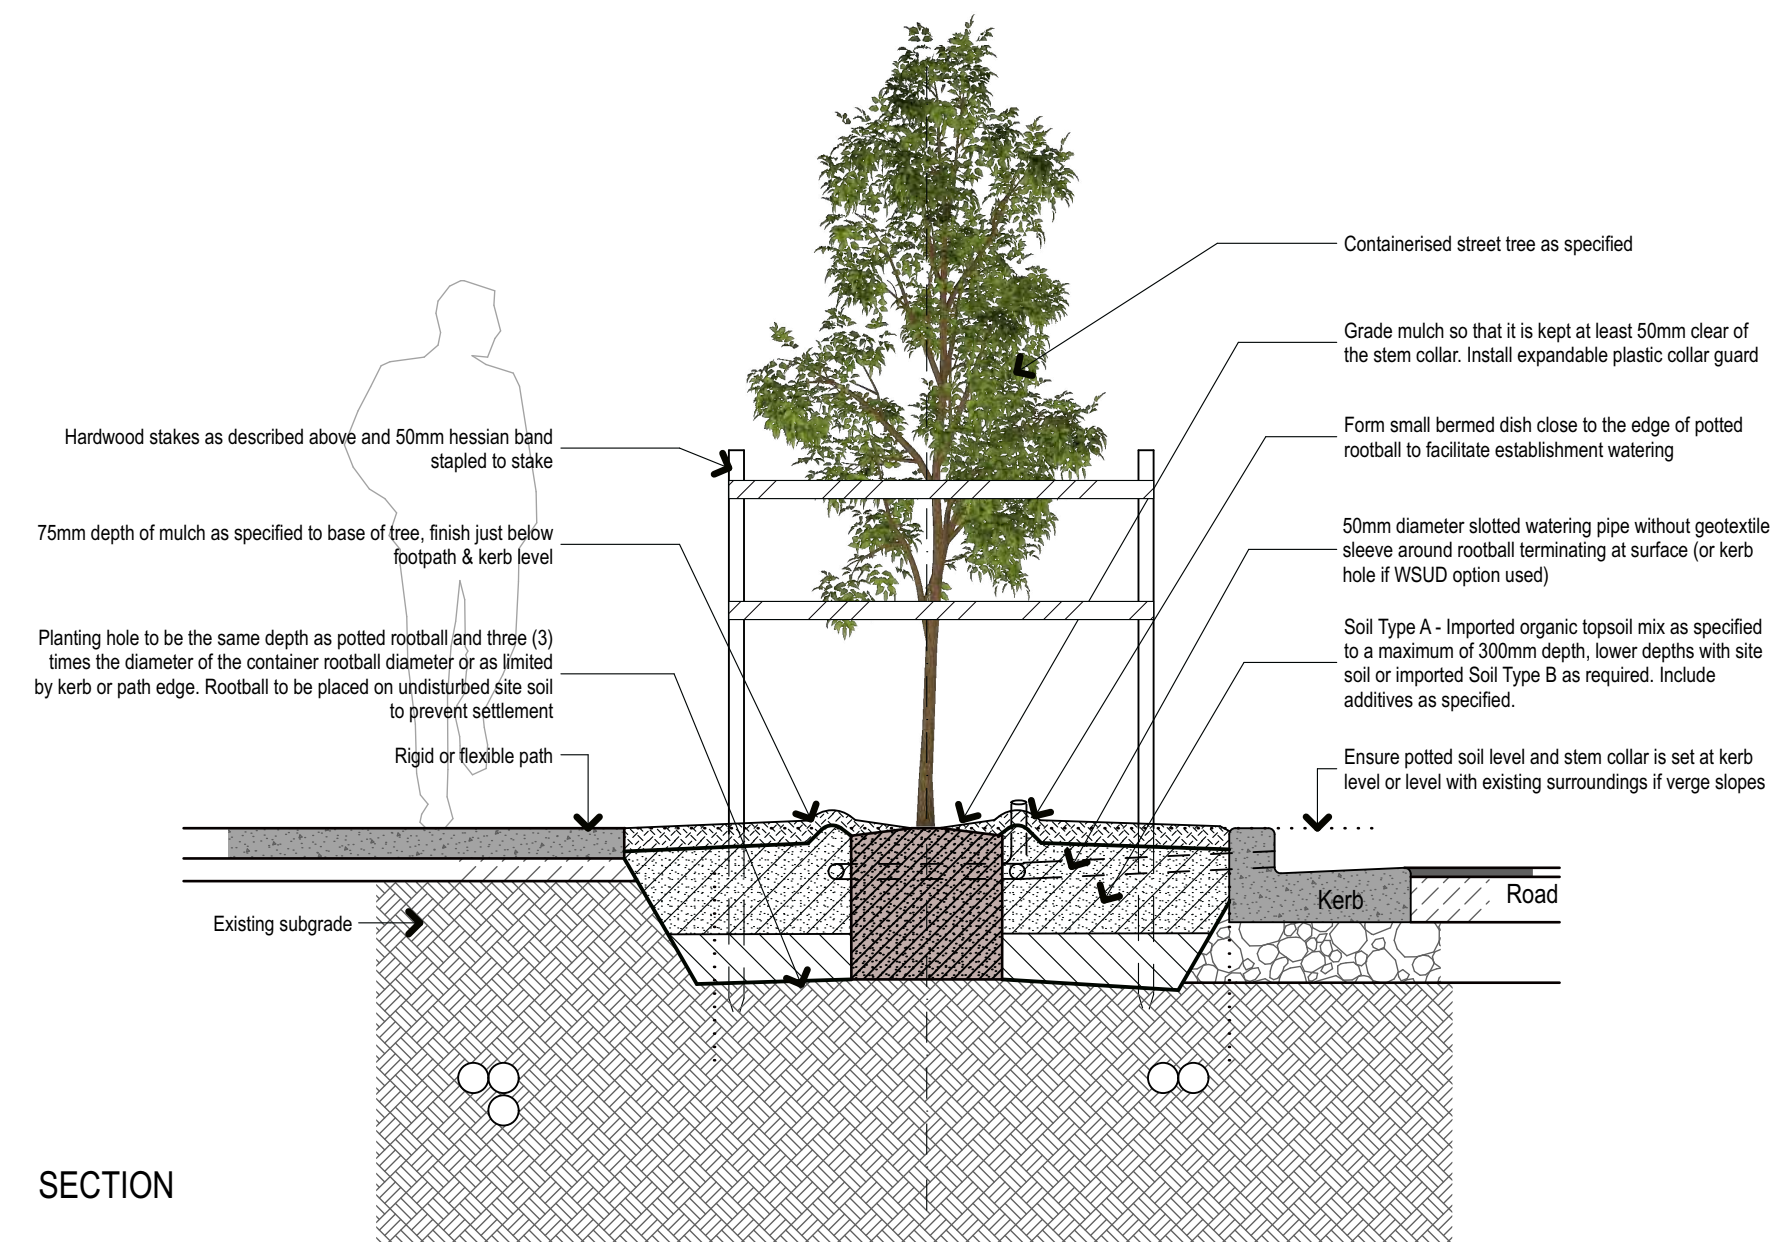 Containerised street tree as specified
Grade mulch so that it is kept at least 50mm clear of
the stem collar. Install expandable plastic collar guard
Form small bermed dish close to the edge of potted
rootball to facilitate establishment watering
Hardwood stakes as described above and 50mm hessian band
stapled to stake
75mm depth of mulch as specified to base of tree, finish just below
footpath & kerb level
50mm diameter slotted watering pipe without geotextile
sleeve around rootball terminating at surface (or kerb
hole if WSUD option used)
Planting hole to be the same depth as potted rootball and three (3)
times the diameter of the container rootball diameter or as limited
by kerb or path edge. Rootball to be placed on undisturbed site soil
to prevent settlement
Soil Type A - Imported organic topsoil mix as specified
to a maximum of 300mm depth, lower depths with site
soil or imported Soil Type B as required. Include
additives as specified.
Rigid or flexible path
Ensure potted soil level and stem collar is set at kerb
level or level with existing surroundings if verge slopes
Existing subgrade
Kerb
Road
SECTION